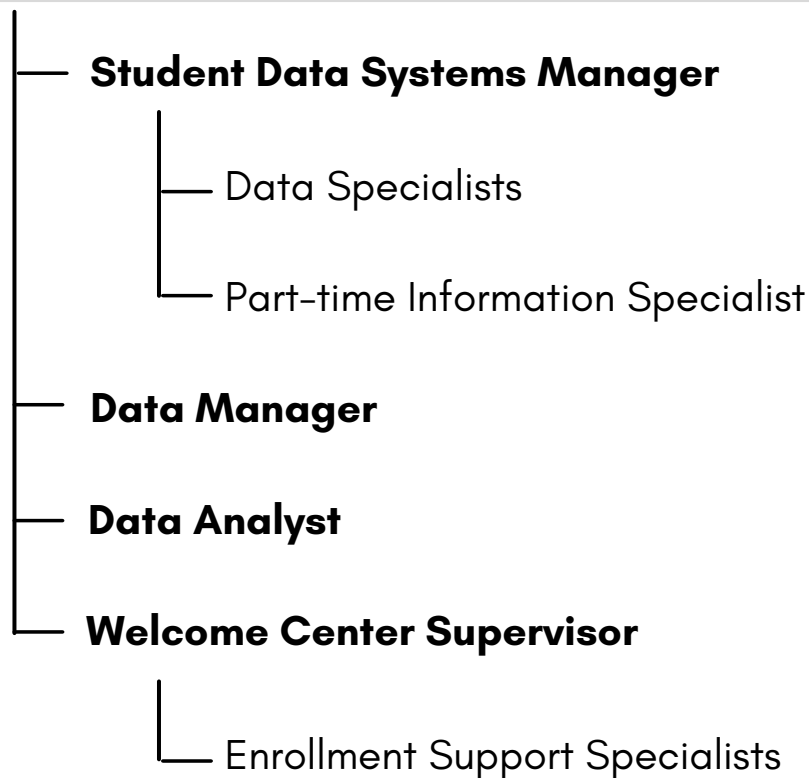 Student Data Systems Manager
Data Specialists
Part-time Information Specialist
Data Manager
Data Analyst
Welcome Center Supervisor
Enrollment Support Specialists